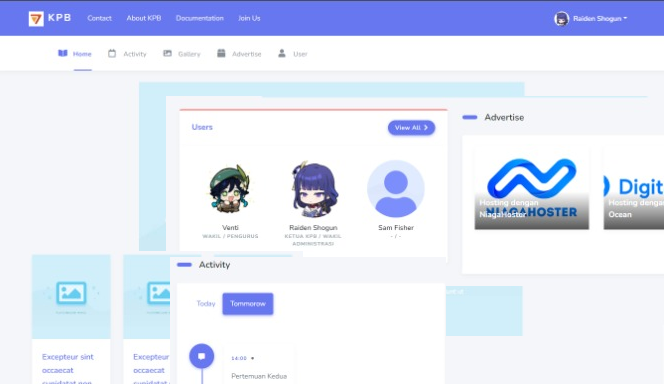 KPB
Contact
About KPB
Documentation
Join Us
Raiden Shogun
Home
Activity
Gallery
Advertise
User
Users
View All
Venti
WAKIL / PENGURUS
Raiden Shogun
KETUA KPB / WAKIL
ADMINISTRASI
Sam Fisher
- / -
Advertise
Hosting dengan
NiagaHoster
NIAGAHOSTER
Digit
Hosting dengan
Ocean
Activity
Today
Tommorow
14:00
Pertemuan Kedua
Excepteur sint
occaecat
cupidatat non
Excepteur
occaecat
cupidatat